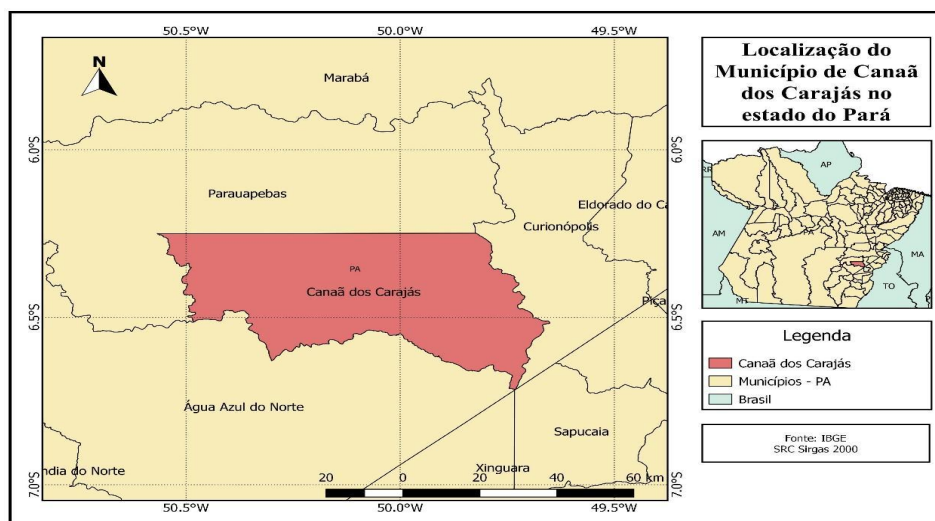 50.5°W 50.0°W 49.5°W
Localização do
Município de Canaã
dos Carajás no
estado do Pará
Marabá
6.0°S
6.0°S
Parauapebas
Eldorado do Ca
Curionópolis
PA
Canaã dos Carajás
Piça
6.5°S
6.5°S
Água Azul do Norte
Sapucaia
ndia do Norte
Xinguara
20 0 20 40 60 km
7.0°S
7.0°S
50.5°W 50.0°W 49.5°W
RR
AP
AM
PA
MA
TO
MT
Legenda
Canaã dos Carajás
Municípios - PA
Brasil
Fonte: IBGE
SRC Sirgas 2000